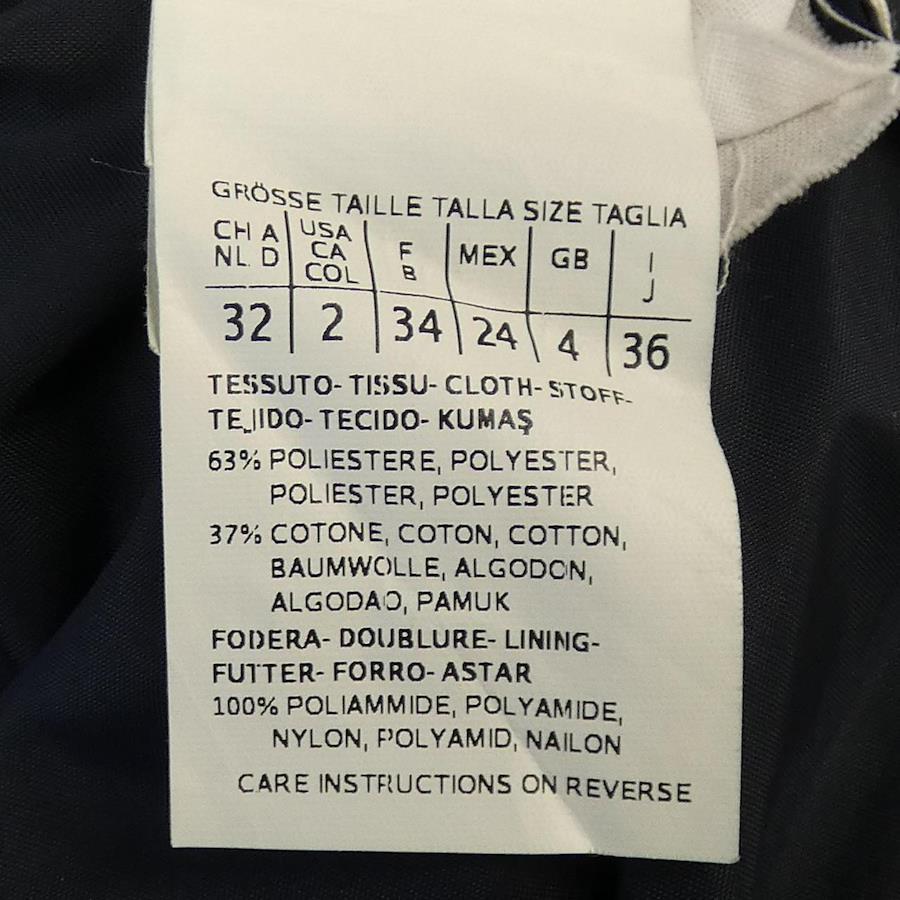 GRÖSSE TAILLE TALLA SIZE TAGLIA
CH A USA F MEX GB I
NL D CA B J
COL
32 2 34 24 4 36
TESSUTO- TISSU- CLOTH- STOFF-
TEJIDO- TECIDO- KUMAŞ
63% POLIESTERE, POLYESTER,
POLIESTER, POLYESTER
37% COTONE, COTON, COTTON,
BAUMWOLLE, ALGODON,
ALGODAO, PAMUK
FODERA- DOUBLURE- LINING-
FUTTER- FORRO- ASTAR
100% POLIAMMIDE, POLYAMIDE,
NYLON, POLYAMID, NAILON
CARE INSTRUCTIONS ON REVERSE